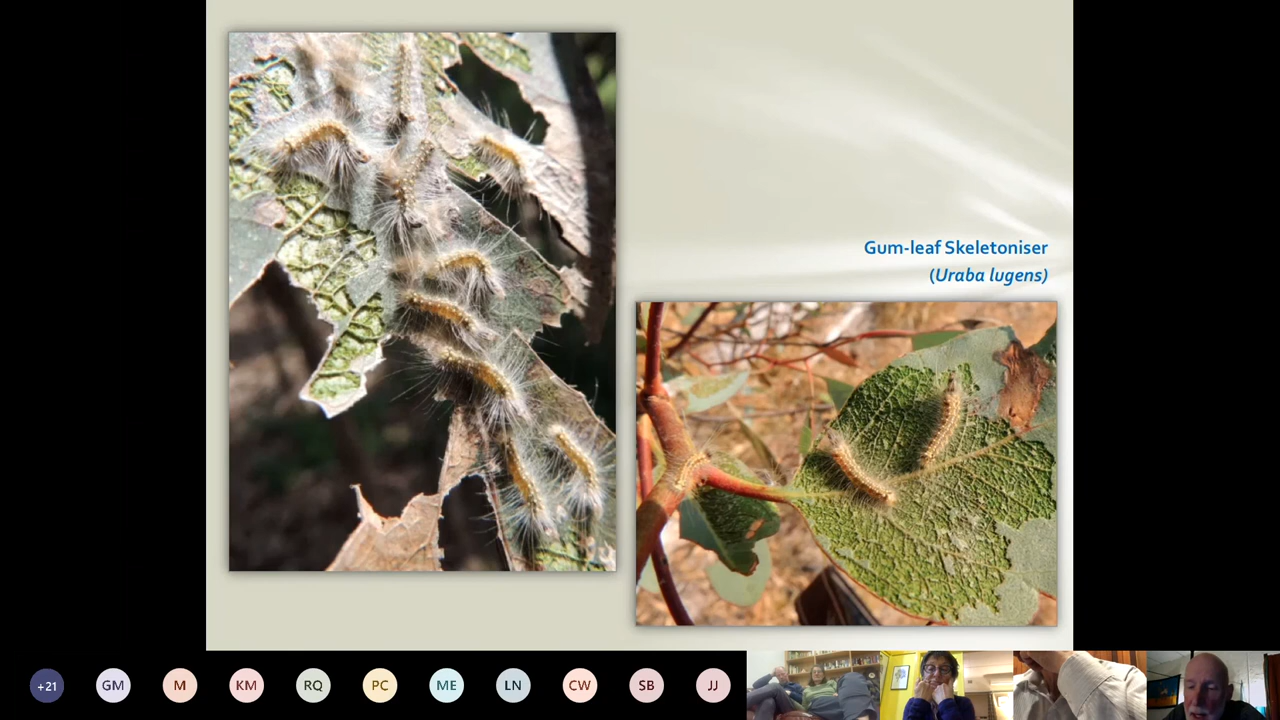 Gum-leaf Skeletoniser
(Uraba lugens)
+21
GM
M
KM
RQ
PC
ME
LN
CW
SB
JJ